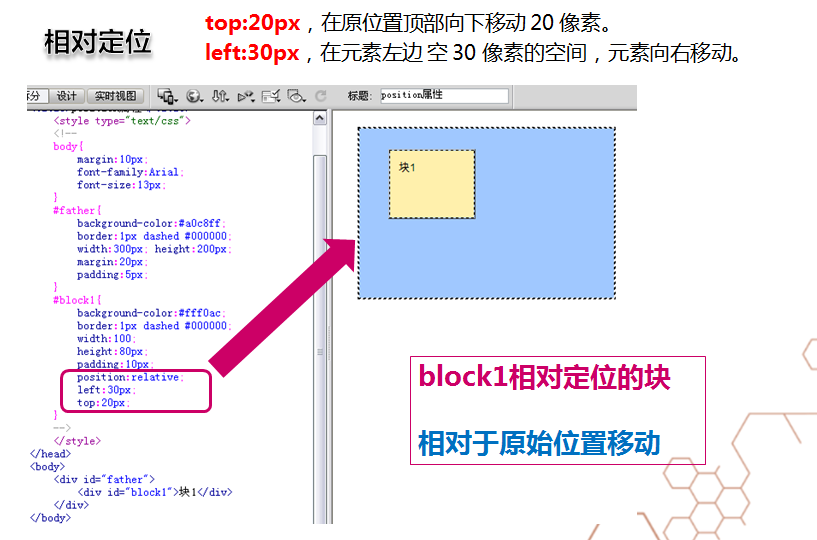 相对定位
top:20px，在原位置顶部向下移动 20 像素。
left:30px，在元素左边 空 30 像素的空间，元素向右移动。
拆分 设计 实时视图 标题: position属性
<style type="text/css">
<!--
body{
margin:10px;
font-family:Arial;
font-size:13px;
}
#father{
background-color:#a0c8ff;
border:1px dashed #000000;
width:300px; height:200px;
margin:20px;
padding:5px;
}
#block1{
background-color:#fff0ac;
border:1px dashed #000000;
width:100;
height:80px;
padding:10px;
position:relative;
left:30px;
top:20px;
}
-->
</style>
</head>
<body>
<div id="father">
<div id="block1">块1</div>
</div>
</body>
块1
block1相对定位的块
相对于原始位置移动